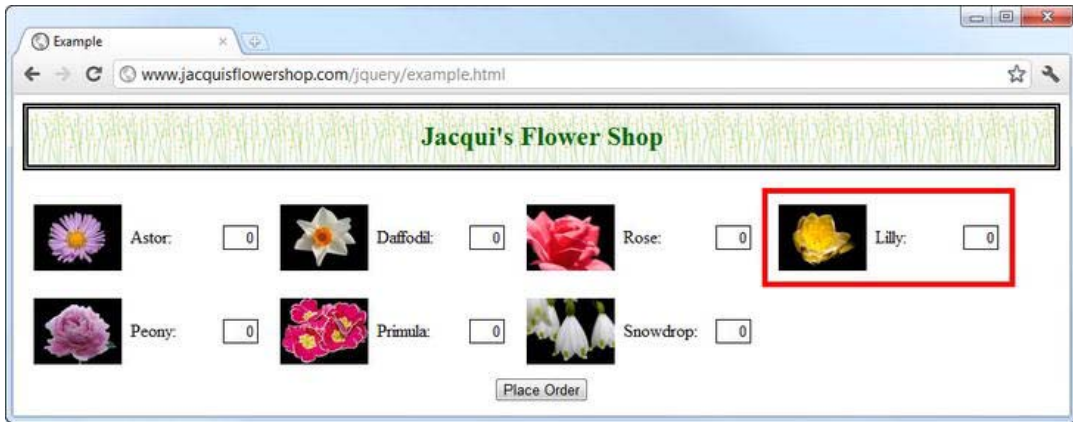 Example
www.jacquisflowershop.com/jquery/example.html
Jacqui's Flower Shop
Astor: 0 Daffodil: 0 Rose: 0 Lilly: 0
Peony: 0 Primula: 0 Snowdrop: 0
Place Order